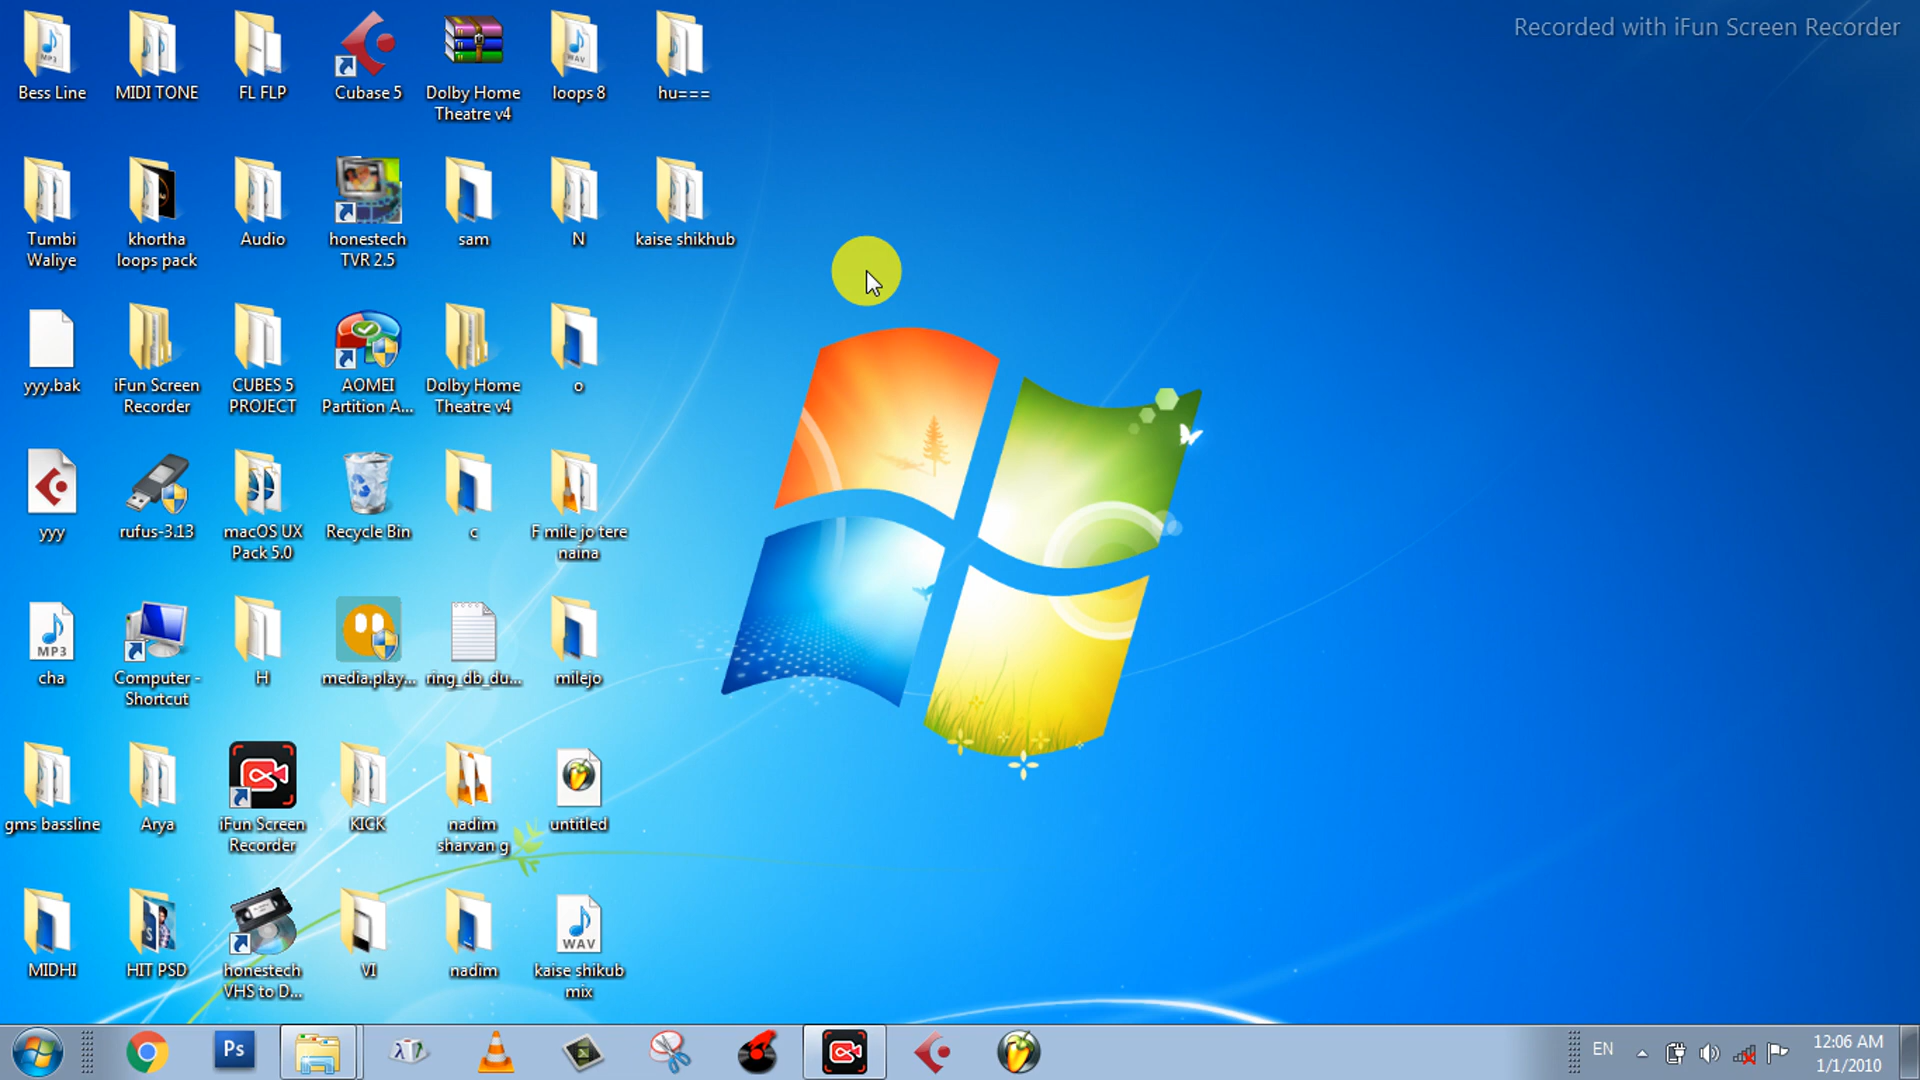 Recorded with iFun Screen Recorder
Bess Line
MIDI TONE
FL FLP
Cubase 5
Dolby Home
Theatre v4
loops 8
hu===
Tumbi
Waliye
khortha
loops pack
Audio
honestech
TVR 2.5
sam
N
kaise shikhub
yyy.bak
iFun Screen
Recorder
CUBES 5
PROJECT
AOMEI
Partition A...
Dolby Home
Theatre v4
o
yyy
rufus-3.13
macOS UX
Pack 5.0
Recycle Bin
c
F mile jo tere
naina
MP3
cha
Computer -
Shortcut
H
media.play...
ring_db_du...
milejo
gms bassline
Arya
iFun Screen
Recorder
KICK
nadim
sharvan g
untitled
MIDHI
HIT PSD
honestech
VHS to D...
VI
nadim
WAV
kaise shikub
mix
Ps
EN
12:06 AM
1/1/2010